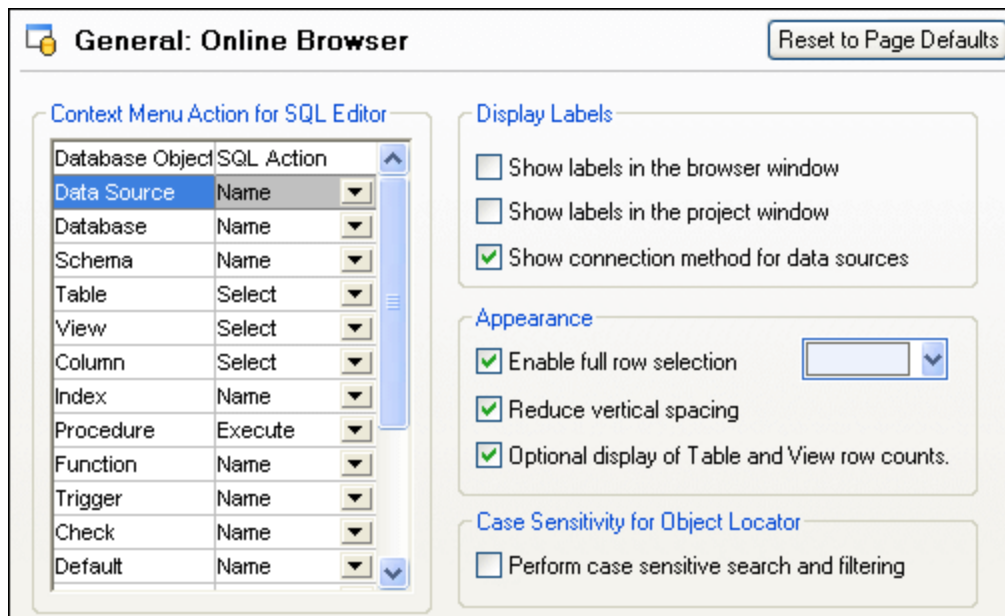 General: Online Browser
Reset to Page Defaults
Context Menu Action for SQL Editor
Database Object SQL Action
Data Source Name
Database Name
Schema Name
Table Select
View Select
Column Select
Index Name
Procedure Execute
Function Name
Trigger Name
Check Name
Default Name
Display Labels
Show labels in the browser window
Show labels in the project window
Show connection method for data sources
Appearance
Enable full row selection
Reduce vertical spacing
Optional display of Table and View row counts.
Case Sensitivity for Object Locator
Perform case sensitive search and filtering